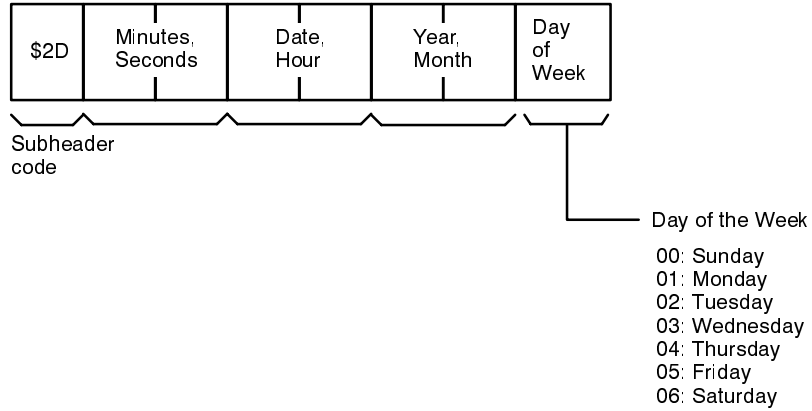 $2D
Minutes,
Seconds
Date,
Hour
Year,
Month
Day
of
Week
Subheader
code
Day of the Week
00: Sunday
01: Monday
02: Tuesday
03: Wednesday
04: Thursday
05: Friday
06: Saturday